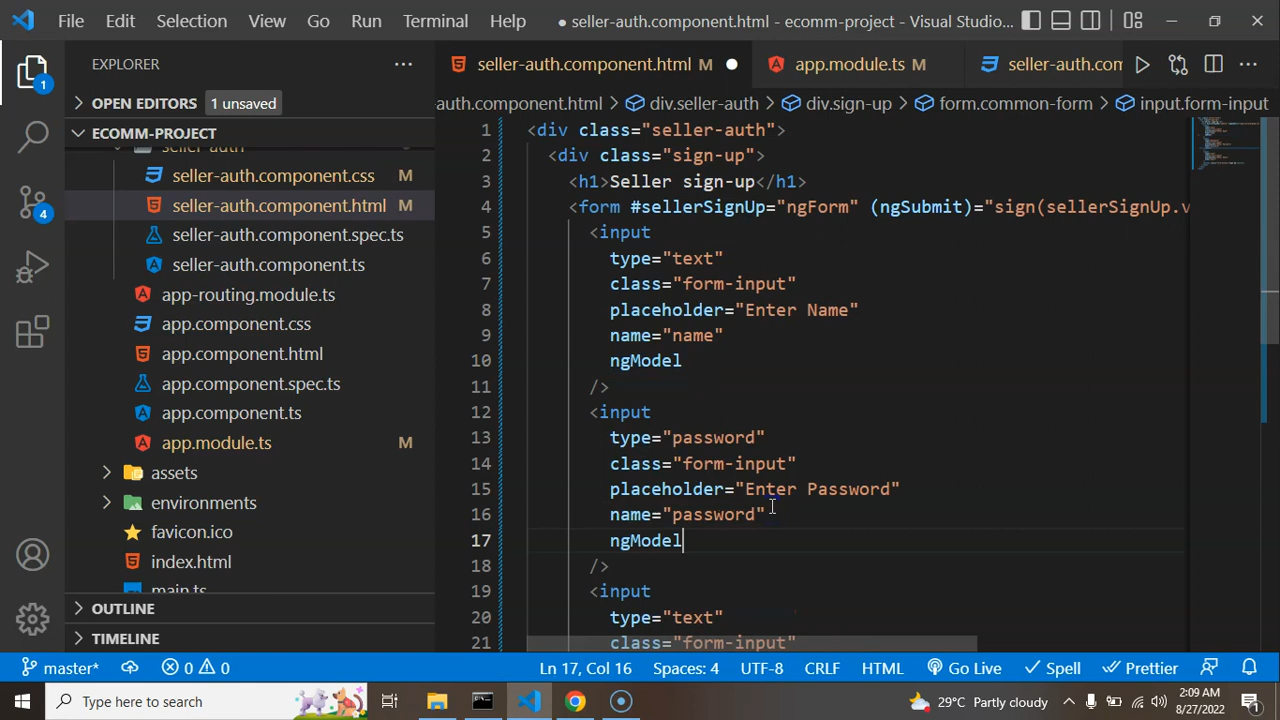 File Edit Selection View Go Run Terminal Help
seller-auth.component.html - ecomm-project - Visual Studio...
EXPLORER
seller-auth.component.html M
app.module.ts M
seller-auth.com
OPEN EDITORS 1 unsaved
auth.component.html > div.seller-auth > div.sign-up > form.common-form > input.form-input
ECOMM-PROJECT
seller-auth
seller-auth.component.css M
seller-auth.component.html M
seller-auth.component.spec.ts
seller-auth.component.ts
app-routing.module.ts
app.component.css
app.component.html
app.component.spec.ts
app.component.ts
app.module.ts M
assets
environments
favicon.ico
index.html
main.ts
OUTLINE
TIMELINE
1 <div class="seller-auth">
2 <div class="sign-up">
3 <h1>Seller sign-up</h1>
4 <form #sellerSignUp="ngForm" (ngSubmit)="sign(sellerSignUp.v
5 <input
6 type="text"
7 class="form-input"
8 placeholder="Enter Name"
9 name="name"
10 ngModel
11 />
12 <input
13 type="password"
14 class="form-input"
15 placeholder="Enter Password"
16 name="password"
17 ngModel
18 />
19 <input
20 type="text"
21 class="form-input"
1
4
master* 0 0 Ln 17, Col 16 Spaces: 4 UTF-8 CRLF HTML Go Live Spell Prettier
Type here to search
29°C Partly cloudy
2:09 AM
8/27/2022
1